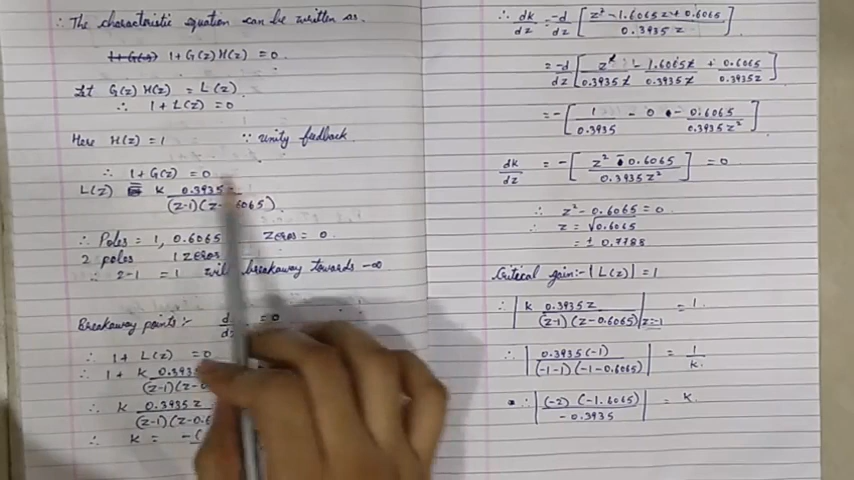 ∴ The characteristic equation can be written as.
1+G(z) 1+G(z)H(z) = 0
Let G(z) H(z) = L(z)
∴ 1+L(z) = 0
Here H(z) = 1 ∵ unity feedback
∴ 1+G(z) = 0
L(z) = K 0.3935z
(z-1)(z-0.6065)
∴ Poles = 1, 0.6065 Zeros = 0.
2 poles 1 zeros
∴ 2-1 = 1 will breakaway towards -∞
Breakaway points:- d = 0
dz
∴ 1 + L(z) = 0
∴ 1 + K 0.393
(z-1)(z-
∴ K 0.3935z
(z-1)(z-0.6
∴ K = -(
∴ dk/dz = -d/dz [z²-1.6065z+0.6065 / 0.3935z]
= -d/dz [z² / 0.3935z - 1.6065z / 0.3935z + 0.6065 / 0.3935z]
= -[1 / 0.3935 - 0 - 0.6065 / 0.3935z²]
dk/dz = -[z² - 0.6065 / 0.3935z²] = 0
∴ z² - 0.6065 = 0
∴ z = √0.6065
= ± 0.7788
Critical gain:- |L(z)| = 1
∴ |K 0.3935z / (z-1)(z-0.6065)| z=-1 = 1
∴ |0.3935(-1) / (-1-1)(-1-0.6065)| = 1/K
∴ |(-2)(-1.6065) / -0.3935| = K